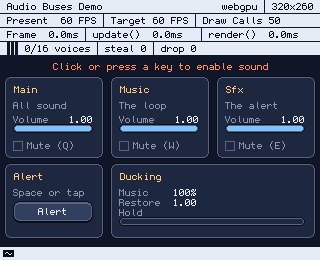 Audio Buses Demo webgpu 320x260
Present 60 FPS Target 60 FPS Draw Calls 50
Frame 0.0ms update() 0.0ms render() 0.0ms
0/16 voices steal 0 drop 0
Click or press a key to enable sound
Main Music Sfx
All sound The loop The alert
Volume 1.00 Volume 1.00 Volume 1.00
Mute (Q) Mute (W) Mute (E)
Alert Ducking
Space or tap Music 100%
Alert Restore 1.00
Hold